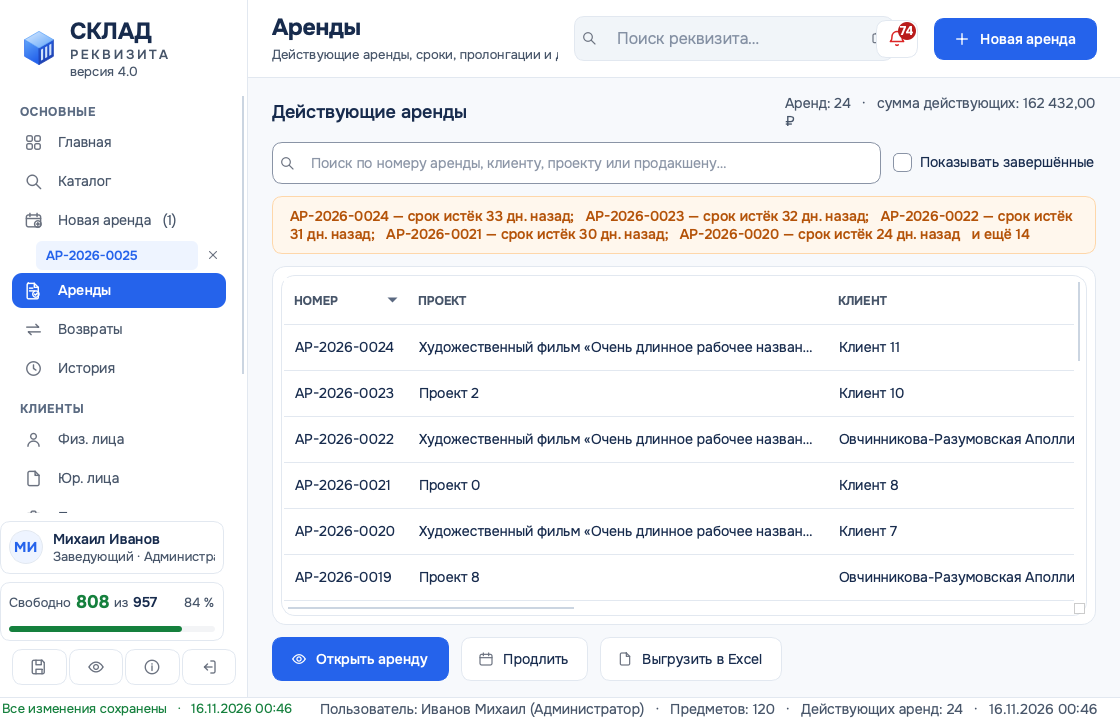 СКЛАД
РЕКВИЗИТА
версия 4.0
ОСНОВНЫЕ
Главная
Каталог
Новая аренда (1)
АР-2026-0025
Аренды
Возвраты
История
КЛИЕНТЫ
Физ. лица
Юр. лица
МИ
Михаил Иванов
Заведующий · Администра
Свободно 808 из 957 84 %
Аренды
Действующие аренды, сроки, пролонгации и
Поиск реквизита...
74
Новая аренда
Действующие аренды
Аренд: 24 · сумма действующих: 162 432,00
₽
Поиск по номеру аренды, клиенту, проекту или продакшену...
Показывать завершённые
АР-2026-0024 — срок истёк 33 дн. назад; АР-2026-0023 — срок истёк 32 дн. назад; АР-2026-0022 — срок истёк
31 дн. назад; АР-2026-0021 — срок истёк 30 дн. назад; АР-2026-0020 — срок истёк 24 дн. назад и ещё 14
НОМЕР ПРОЕКТ КЛИЕНТ
АР-2026-0024 Художественный фильм «Очень длинное рабочее назван... Клиент 11
АР-2026-0023 Проект 2 Клиент 10
АР-2026-0022 Художественный фильм «Очень длинное рабочее назван... Овчинникова-Разумовская Аполли
АР-2026-0021 Проект 0 Клиент 8
АР-2026-0020 Художественный фильм «Очень длинное рабочее назван... Клиент 7
АР-2026-0019 Проект 8 Овчинникова-Разумовская Аполли
Открыть аренду
Продлить
Выгрузить в Excel
Все изменения сохранены · 16.11.2026 00:46
Пользователь: Иванов Михаил (Администратор) · Предметов: 120 · Действующих аренд: 24 · 16.11.2026 00:46